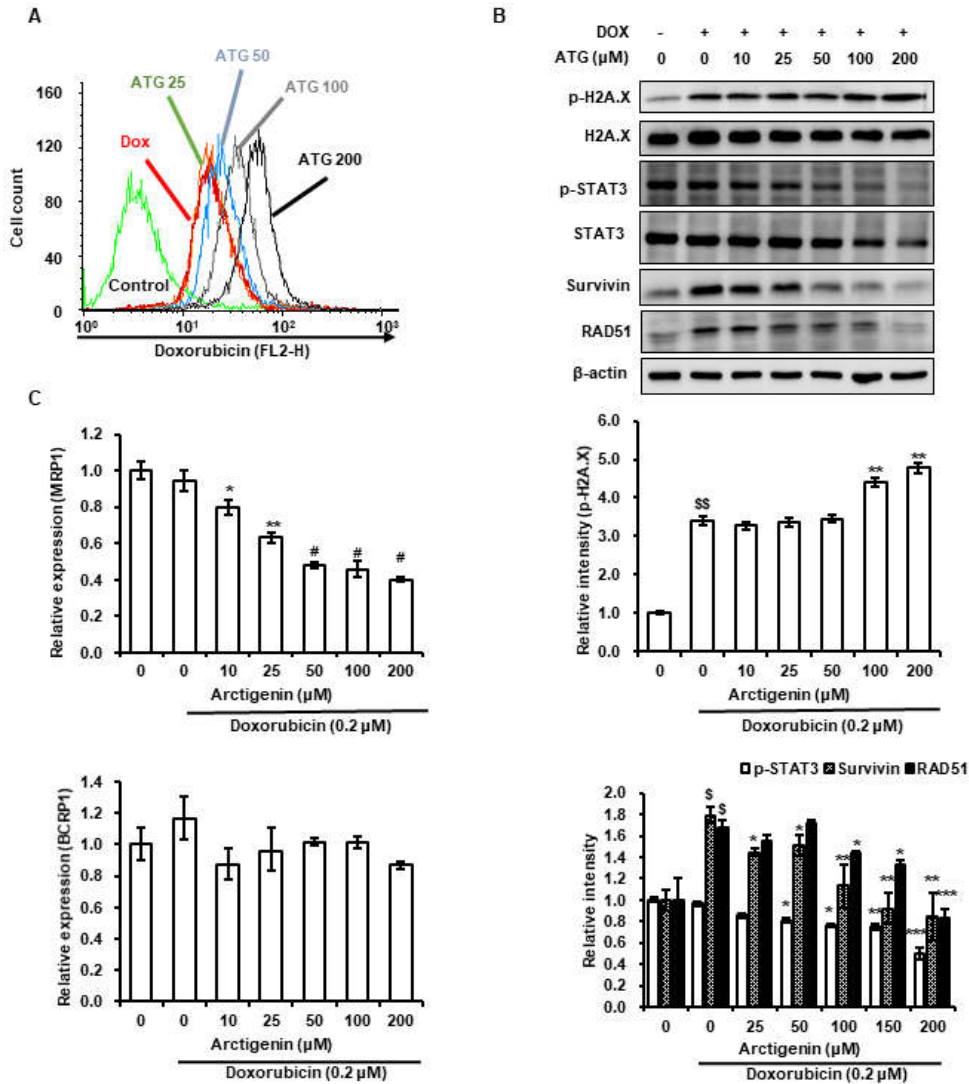 A
ATG 50
ATG 25
ATG 100
Dox
ATG 200
Control
Cell count
160
120
80
40
0
10⁰ 10¹ 10² 10³
Doxorubicin (FL2-H)
B
DOX - + + + + + +
ATG (µM) 0 0 10 25 50 100 200
p-H2A.X
H2A.X
p-STAT3
STAT3
Survivin
RAD51
β-actin
Relative intensity (p-H2A.X)
6.0
5.0
4.0
3.0
2.0
1.0
0.0
$$ ** **
0 0 10 25 50 100 200
Arctigenin (µM)
Doxorubicin (0.2 µM)
p-STAT3 Survivin RAD51
Relative intensity
2.0
1.8
1.6
1.4
1.2
1.0
0.8
0.6
0.4
0.2
0.0
$ $ * * * * ** * ** ** * *** ** ***
0 0 25 50 100 150 200
Arctigenin (µM)
Doxorubicin (0.2 µM)
C
Relative expression (MRP1)
1.2
1.0
0.8
0.6
0.4
0.2
0.0
* ** # # #
0 0 10 25 50 100 200
Arctigenin (µM)
Doxorubicin (0.2 µM)
Relative expression (BCRP1)
1.4
1.2
1.0
0.8
0.6
0.4
0.2
0.0
0 0 10 25 50 100 200
Arctigenin (µM)
Doxorubicin (0.2 µM)